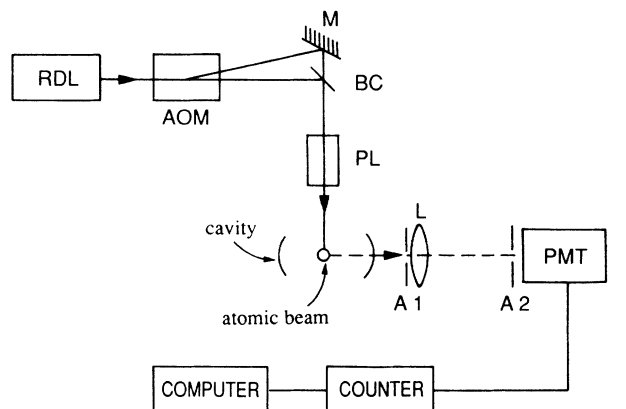 M
RDL
BC
AOM
PL
L
cavity
PMT
A 1
A 2
atomic beam
COMPUTER
COUNTER